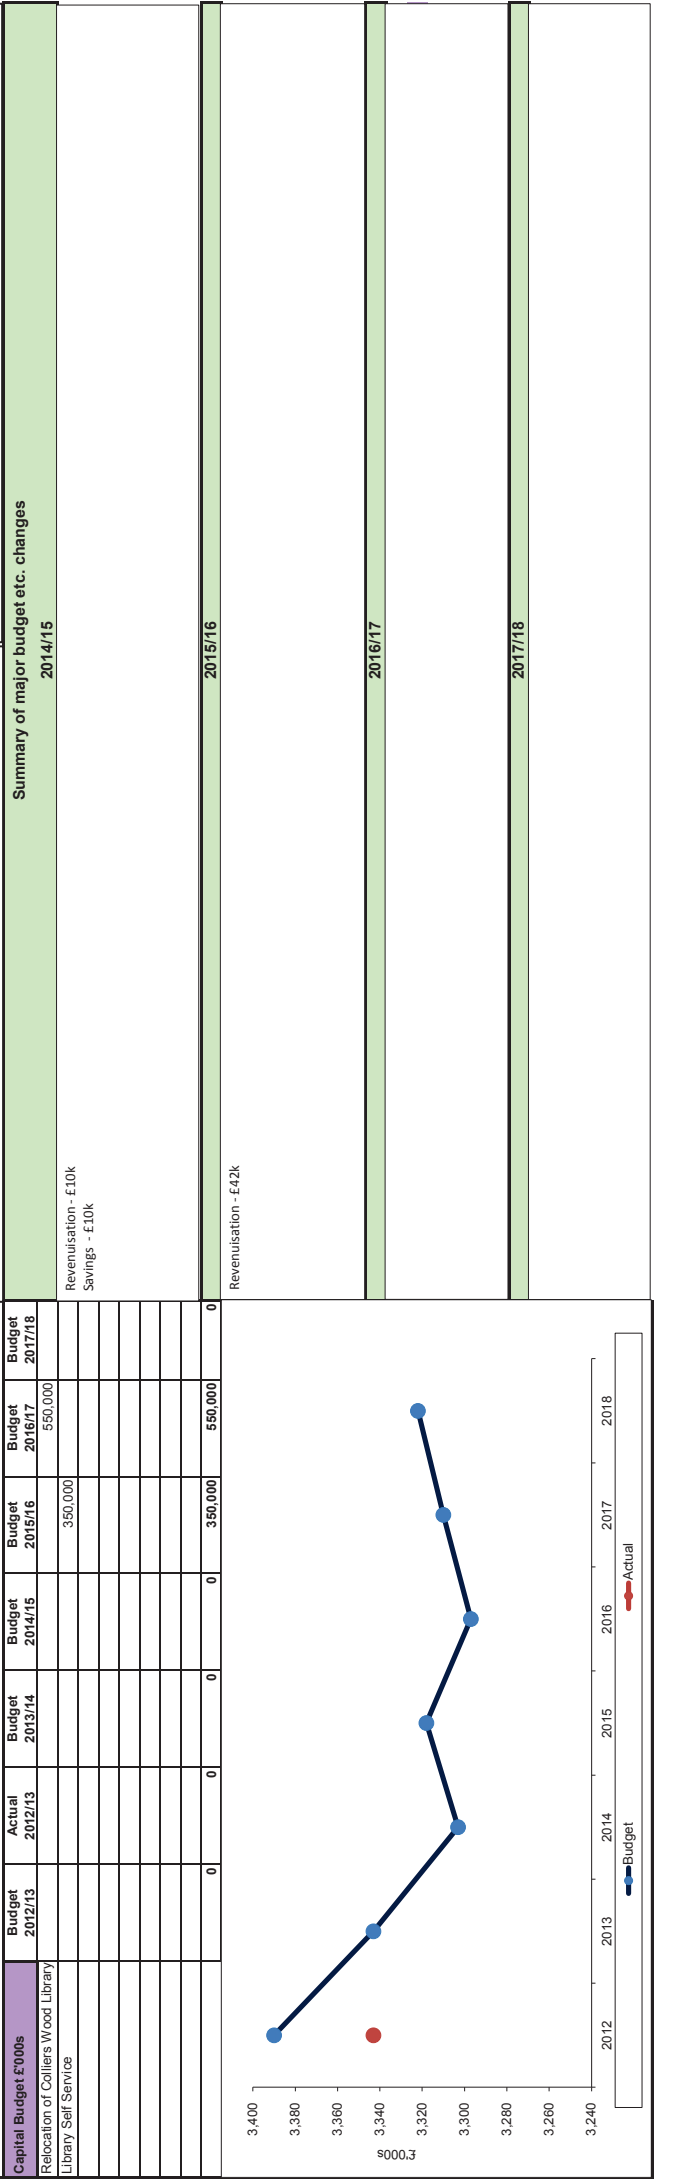 Capital Budget £'000s Budget 2012/13 Actual 2012/13 Budget 2013/14 Budget 2014/15 Budget 2015/16 Budget 2016/17 Budget 2017/18
Relocation of Colliers Wood Library 550,000
Library Self Service 350,000
0 0 0 0 350,000 550,000 0
3,400
3,380
3,360
3,340
3,320
3,300
3,280
3,260
3,240
£'000s
2012 2013 2014 2015 2016 2017 2018
Budget Actual
Summary of major budget etc. changes
2014/15
Revenuisation - £10k
Savings - £10k
2015/16
Revenuisation - £42k
2016/17
2017/18